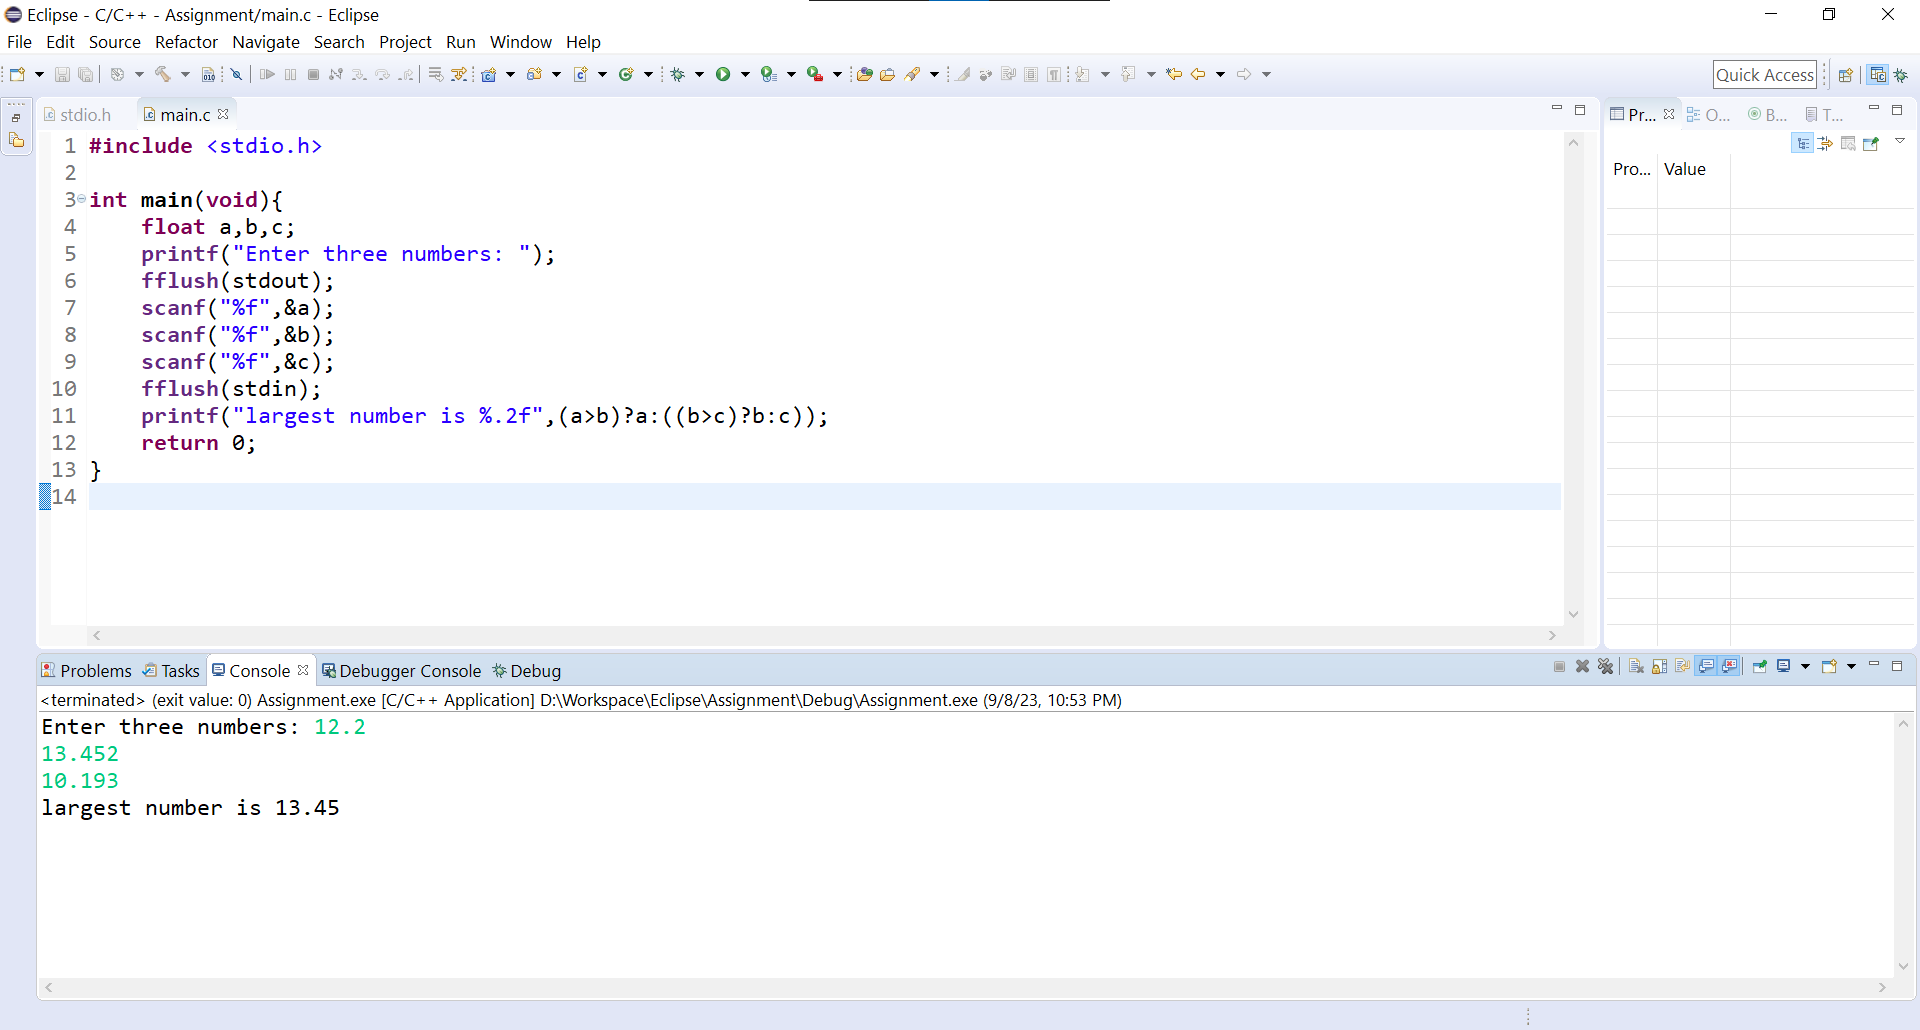 Eclipse - C/C++ - Assignment/main.c - Eclipse
File Edit Source Refactor Navigate Search Project Run Window Help
Quick Access
stdio.h main.c
Pr... O... B... T...
1 #include <stdio.h>
Pro... Value
2
3 int main(void){
4 float a,b,c;
5 printf("Enter three numbers: ");
6 fflush(stdout);
7 scanf("%f",&a);
8 scanf("%f",&b);
9 scanf("%f",&c);
10 fflush(stdin);
11 printf("largest number is %.2f",(a>b)?a:((b>c)?b:c));
12 return 0;
13 }
14
Problems Tasks Console Debugger Console Debug
<terminated> (exit value: 0) Assignment.exe [C/C++ Application] D:\Workspace\Eclipse\Assignment\Debug\Assignment.exe (9/8/23, 10:53 PM)
Enter three numbers: 12.2
13.452
10.193
largest number is 13.45